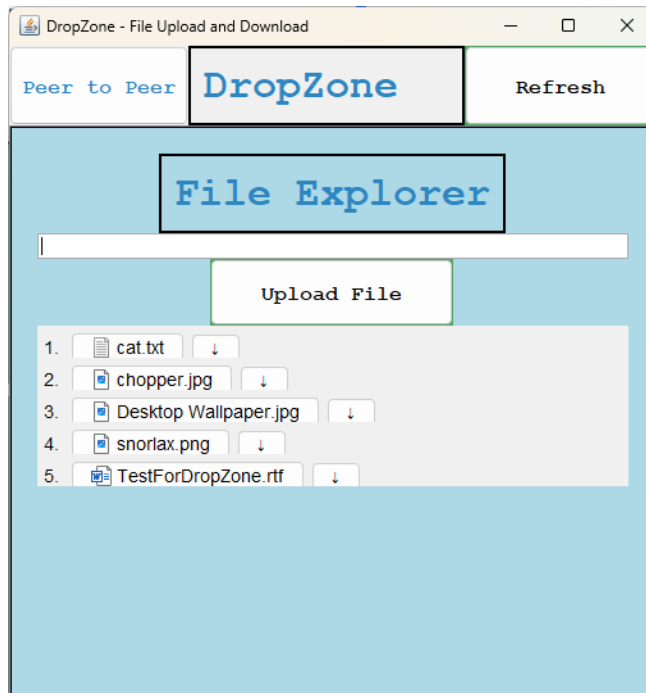 DropZone - File Upload and Download
Peer to Peer DropZone Refresh
File Explorer
Upload File
1. cat.txt ↓
2. chopper.jpg ↓
3. Desktop Wallpaper.jpg ↓
4. snorlax.png ↓
5. TestForDropZone.rtf ↓